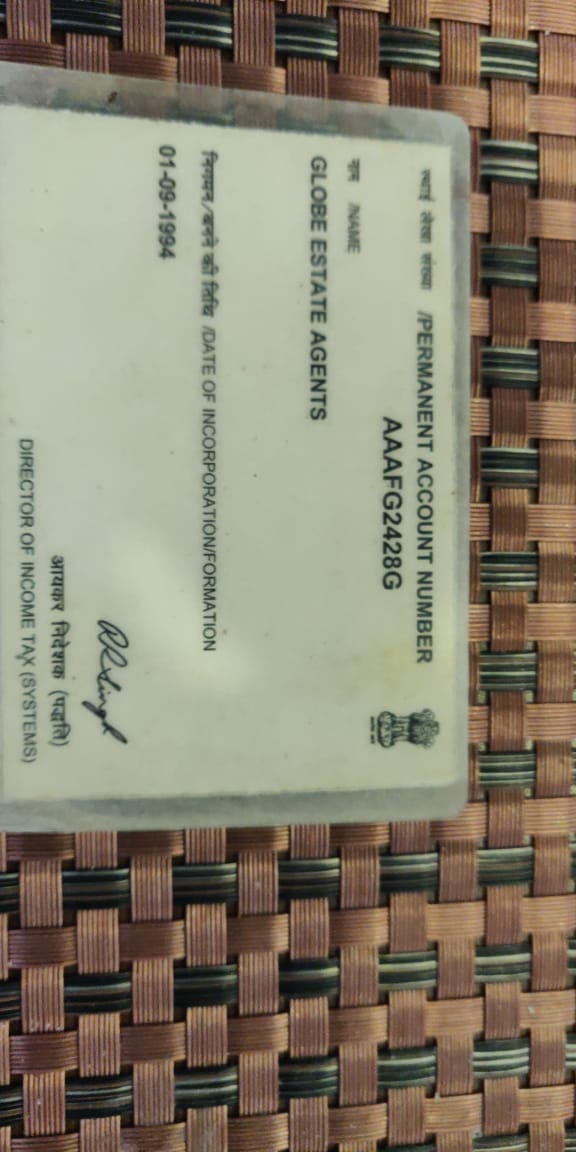 स्थाई लेखा संख्या /PERMANENT ACCOUNT NUMBER
AAAFG2428G
नाम /NAME
GLOBE ESTATE AGENTS
निगमन/बनने की तिथि /DATE OF INCORPORATION/FORMATION
01-09-1994
आयकर निदेशक (पद्धति)
DIRECTOR OF INCOME TAX (SYSTEMS)